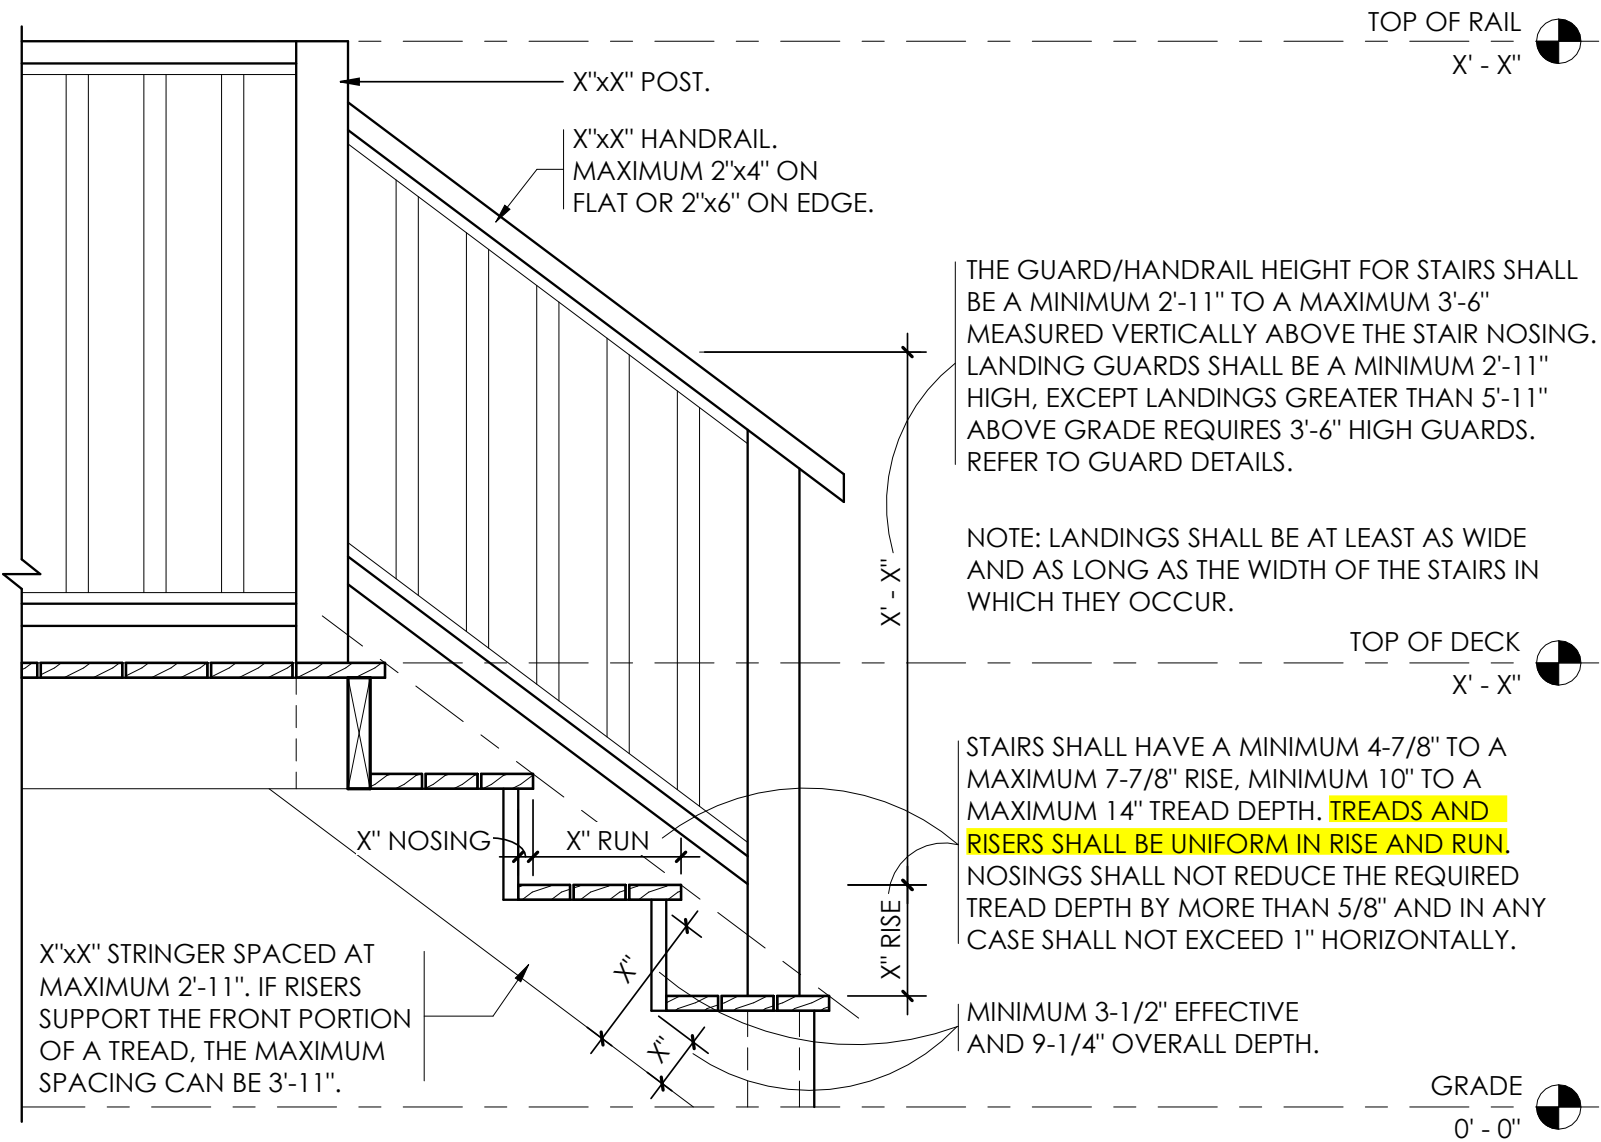 TOP OF RAIL
X' - X"
X"xX" POST.
X"xX" HANDRAIL.
MAXIMUM 2"x4" ON
FLAT OR 2"x6" ON EDGE.
THE GUARD/HANDRAIL HEIGHT FOR STAIRS SHALL
BE A MINIMUM 2'-11" TO A MAXIMUM 3'-6"
MEASURED VERTICALLY ABOVE THE STAIR NOSING.
LANDING GUARDS SHALL BE A MINIMUM 2'-11"
HIGH, EXCEPT LANDINGS GREATER THAN 5'-11"
ABOVE GRADE REQUIRES 3'-6" HIGH GUARDS.
REFER TO GUARD DETAILS.
NOTE: LANDINGS SHALL BE AT LEAST AS WIDE
AND AS LONG AS THE WIDTH OF THE STAIRS IN
WHICH THEY OCCUR.
X' - X"
TOP OF DECK
X' - X"
STAIRS SHALL HAVE A MINIMUM 4-7/8" TO A
MAXIMUM 7-7/8" RISE, MINIMUM 10" TO A
MAXIMUM 14" TREAD DEPTH. TREADS AND
RISERS SHALL BE UNIFORM IN RISE AND RUN.
NOSINGS SHALL NOT REDUCE THE REQUIRED
TREAD DEPTH BY MORE THAN 5/8" AND IN ANY
CASE SHALL NOT EXCEED 1" HORIZONTALLY.
X" NOSING
X" RUN
X" RISE
X"xX" STRINGER SPACED AT
MAXIMUM 2'-11". IF RISERS
SUPPORT THE FRONT PORTION
OF A TREAD, THE MAXIMUM
SPACING CAN BE 3'-11".
X"
X"
MINIMUM 3-1/2" EFFECTIVE
AND 9-1/4" OVERALL DEPTH.
GRADE
0' - 0"